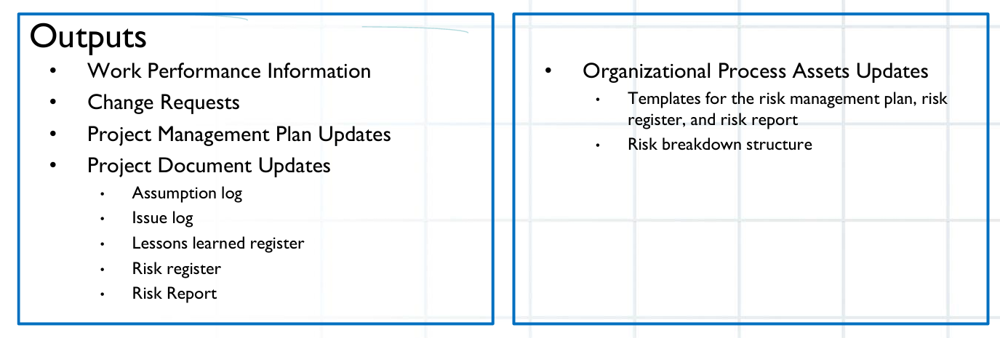 Outputs
• Work Performance Information
• Change Requests
• Project Management Plan Updates
• Project Document Updates
• Assumption log
• Issue log
• Lessons learned register
• Risk register
• Risk Report
• Organizational Process Assets Updates
• Templates for the risk management plan, risk
register, and risk report
• Risk breakdown structure